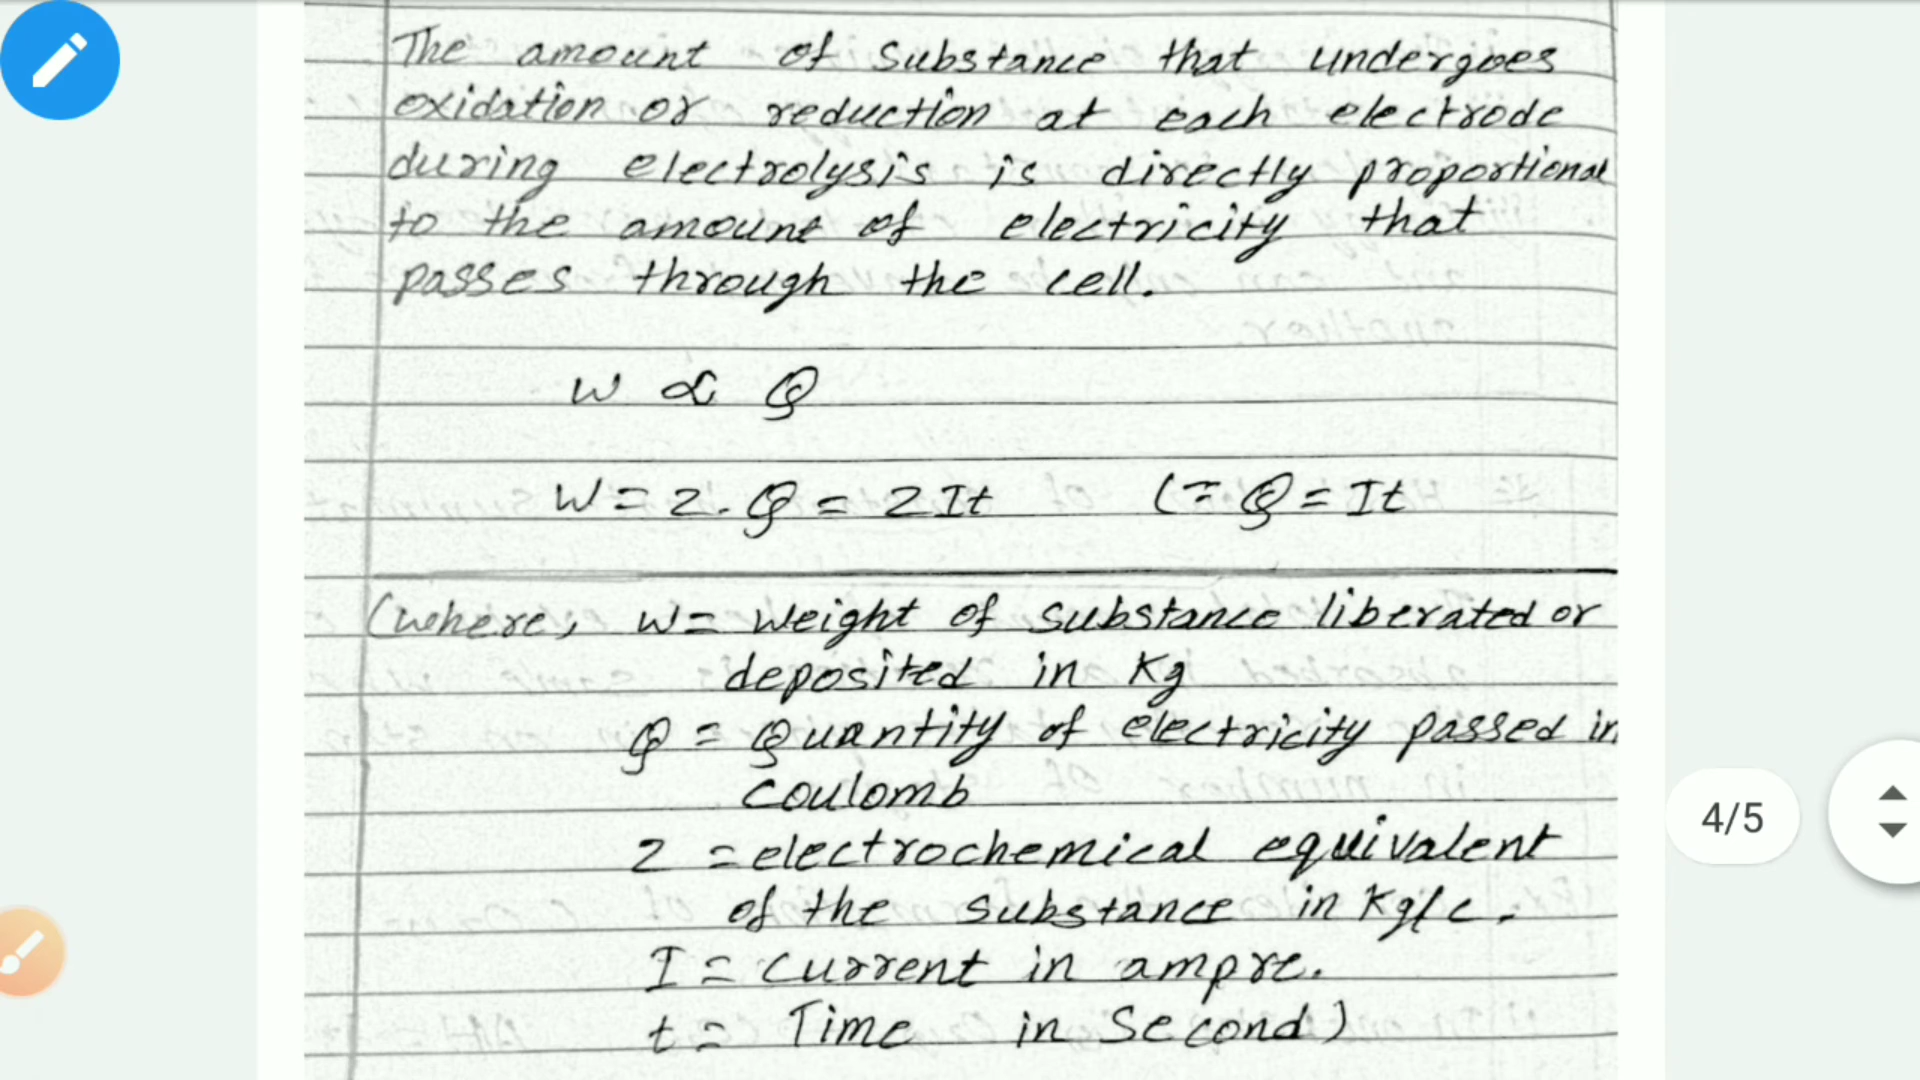 The amount of substance that undergoes
oxidation or reduction at each electrode
during electrolysis is directly proportional
to the amount of electricity that
passes through the cell.
W ∝ Q
W = Z . Q = Z I t ( = Q = It
(where, W = Weight of substance liberated or
deposited in Kg
Q = Quantity of electricity passed in
Coulomb
4/5
Z = electrochemical equivalent
of the substance in Kg/c.
I = Current in ampre.
t = Time in Second)